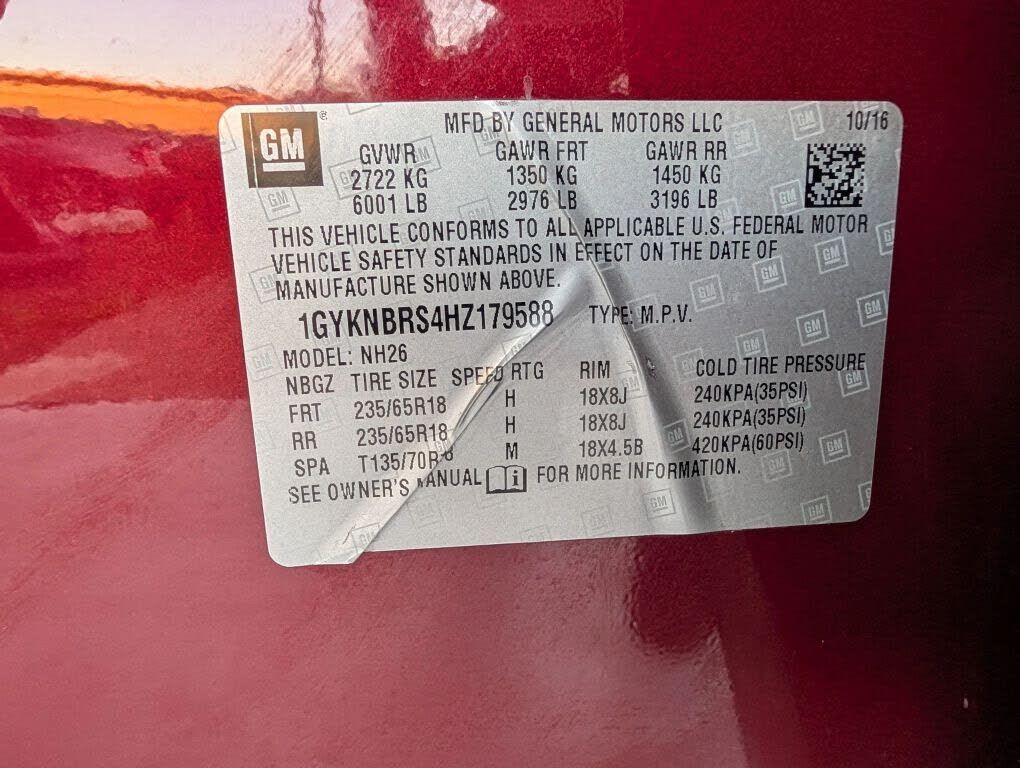 GM
®
MFD BY GENERAL MOTORS LLC 10/16
GVWR GAWR FRT GAWR RR
2722 KG 1350 KG 1450 KG
6001 LB 2976 LB 3196 LB
THIS VEHICLE CONFORMS TO ALL APPLICABLE U.S. FEDERAL MOTOR
VEHICLE SAFETY STANDARDS IN EFFECT ON THE DATE OF
MANUFACTURE SHOWN ABOVE.
1GYKNBRS4HZ179588 TYPE: M.P.V.
MODEL: NH26
NBGZ TIRE SIZE SPEED RTG RIM COLD TIRE PRESSURE
FRT 235/65R18 H 18X8J 240KPA(35PSI)
RR 235/65R18 H 18X8J 240KPA(35PSI)
SPA M 18X4.5B 420KPA(60PSI)
SEE OWNER'S MANUAL i FOR MORE INFORMATION.